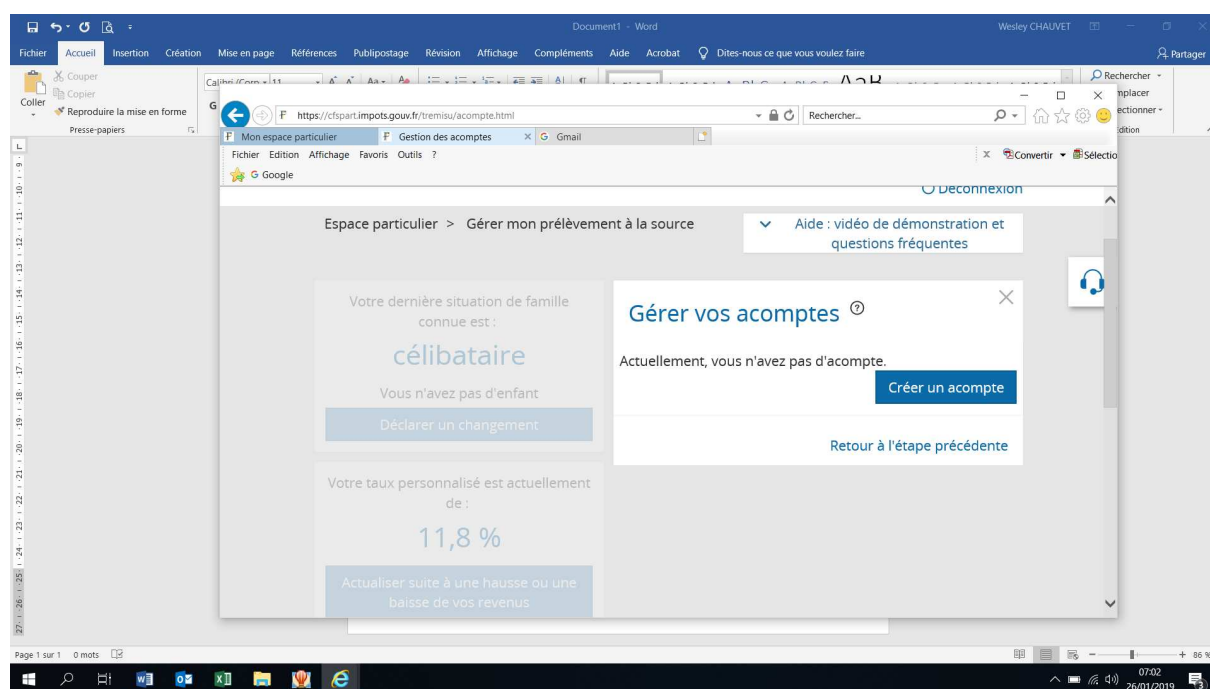 Document1 - Word
Wesley CHAUVET
Fichier Accueil Insertion Création Mise en page Références Publipostage Révision Affichage Compléments Aide Acrobat Dites-nous ce que vous voulez faire Partager
Couper
Copier
Coller
Reproduire la mise en forme
Presse-papiers
G
Rechercher
https://cfspart.impots.gouv.fr/tremisu/acompte.html
Rechercher...
Mon espace particulier
Gestion des acomptes
Gmail
Fichier Edition Affichage Favoris Outils ?
Convertir
Sélectio
Google
Déconnexion
Espace particulier > Gérer mon prélèvement à la source
Aide : vidéo de démonstration et
questions fréquentes
Votre dernière situation de famille
connue est :
célibataire
Vous n'avez pas d'enfant
Déclarer un changement
Gérer vos acomptes ?
Actuellement, vous n'avez pas d'acompte.
Créer un acompte
Retour à l'étape précédente
Votre taux personnalisé est actuellement
de :
11,8 %
Actualiser suite à une hausse ou une
baisse de vos revenus
Page 1 sur 1 0 mots
86 %
07:02
26/01/2019